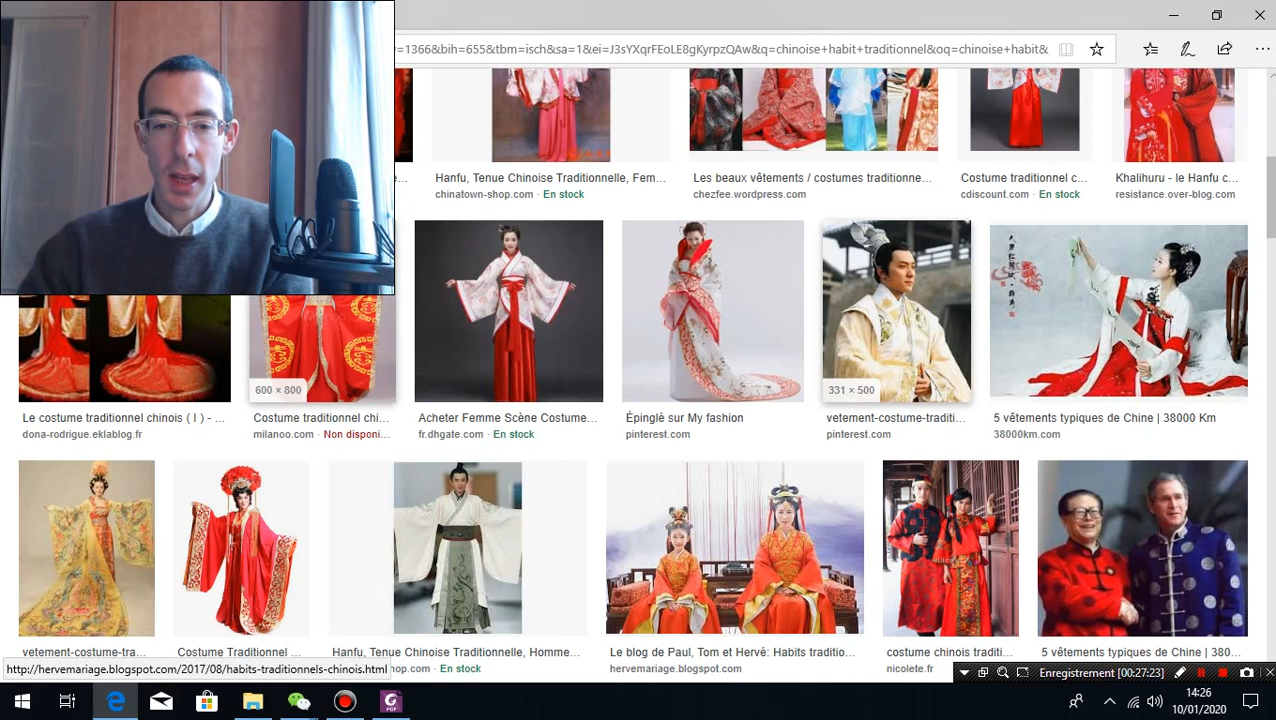 =1366&bih=655&tbm=isch&sa=1&ei=J3sYXqrFEoLE8gKyrpzQAw&q=chinoise+habit+traditionnel&oq=chinoise+habit&
e...
Hanfu, Tenue Chinoise Traditionnelle, Fem...
chinatown-shop.com · En stock
Les beaux vêtements / costumes traditionne...
chezfee.wordpress.com
Costume traditionnel c...
cdiscount.com · En stock
Khalihuru - le Hanfu c...
resistance.over-blog.com
600 × 800
331 × 500
Le costume traditionnel chinois ( I ) - ...
dona-rodrigue.eklablog.fr
Costume traditionnel chi...
milanoo.com · Non disponi...
Acheter Femme Scène Costume...
fr.dhgate.com · En stock
Épinglé sur My fashion
pinterest.com
vetement-costume-traditi...
pinterest.com
5 vêtements typiques de Chine | 38000 Km
38000km.com
vetement-costume-tra...
Costume Traditionnel ...
Hanfu, Tenue Chinoise Traditionnelle, Homme...
hop.com · En stock
Le blog de Paul, Tom et Hervé: Habits traditio...
hervemariage.blogspot.com
costume chinois traditi...
nicolete.fr
5 vêtements typiques de Chine | 380...
http://hervemariage.blogspot.com/2017/08/habits-traditionnels-chinois.html
Enregistrement [00:27:23]
PDF
14:26
10/01/2020